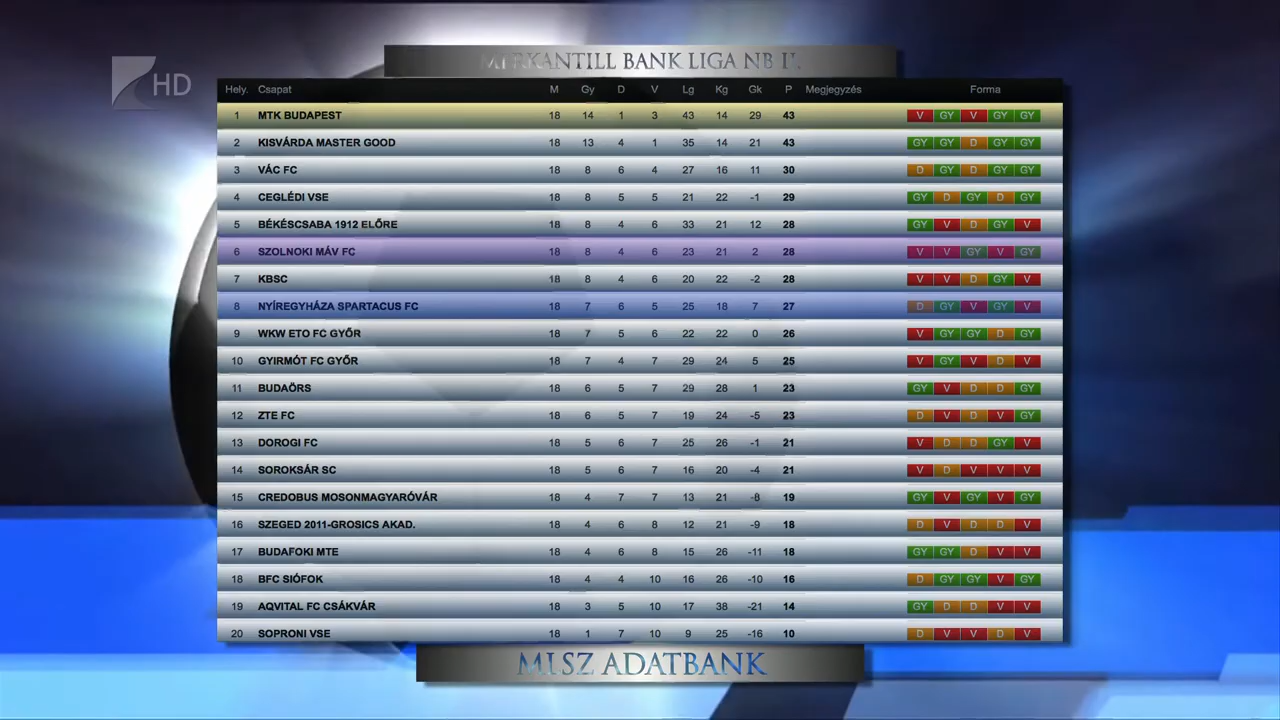 MERKANTILL BANK LIGA NB II.
HD
Hely. Csapat M Gy D V Lg Kg Gk P Megjegyzés Forma
1 MTK BUDAPEST 18 14 1 3 43 14 29 43 V GY V GY GY
2 KISVÁRDA MASTER GOOD 18 13 4 1 35 14 21 43 GY GY D GY GY
3 VÁC FC 18 8 6 4 27 16 11 30 D GY D GY GY
4 CEGLÉDI VSE 18 8 5 5 21 22 -1 29 GY D GY D GY
5 BÉKÉSCSABA 1912 ELŐRE 18 8 4 6 33 21 12 28 GY V D GY V
6 SZOLNOKI MÁV FC 18 8 4 6 23 21 2 28 V V GY V GY
7 KBSC 18 8 4 6 20 22 -2 28 V V D GY V
8 NYÍREGYHÁZA SPARTACUS FC 18 7 6 5 25 18 7 27 D GY V GY V
9 WKW ETO FC GYŐR 18 7 5 6 22 22 0 26 V GY GY D GY
10 GYIRMÓT FC GYŐR 18 7 4 7 29 24 5 25 V GY V D V
11 BUDAÖRS 18 6 5 7 29 28 1 23 GY V D D GY
12 ZTE FC 18 6 5 7 19 24 -5 23 D V D V GY
13 DOROGI FC 18 5 6 7 25 26 -1 21 V D D GY V
14 SOROKSÁR SC 18 5 6 7 16 20 -4 21 V D V V V
15 CREDOBUS MOSONMAGYARÓVÁR 18 4 7 7 13 21 -8 19 GY V GY V GY
16 SZEGED 2011-GROSICS AKAD. 18 4 6 8 12 21 -9 18 D V D D V
17 BUDAFOKI MTE 18 4 6 8 15 26 -11 18 GY GY D V V
18 BFC SIÓFOK 18 4 4 10 16 26 -10 16 D GY GY V GY
19 AQVITAL FC CSÁKVÁR 18 3 5 10 17 38 -21 14 GY D D V V
20 SOPRONI VSE 18 1 7 10 9 25 -16 10 D V V D V
MLSZ ADATBANK